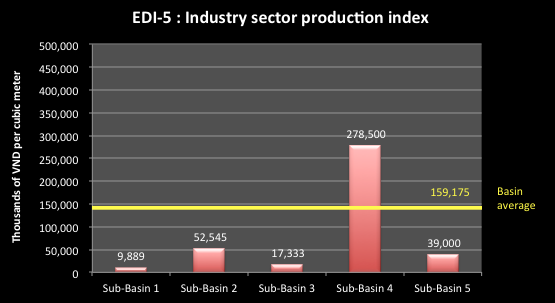 EDI-5 : Industry sector production index
Thousands of VND per cubic meter
500,000
450,000
400,000
350,000
300,000
250,000
200,000
150,000
100,000
50,000
0
9,889
52,545
17,333
278,500
39,000
159,175
Basin
average
Sub-Basin 1
Sub-Basin 2
Sub-Basin 3
Sub-Basin 4
Sub-Basin 5